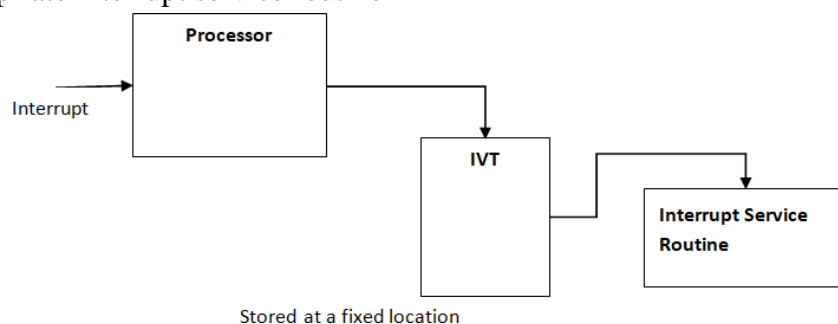 Processor
Interrupt
IVT
Interrupt Service
Routine
Stored at a fixed location